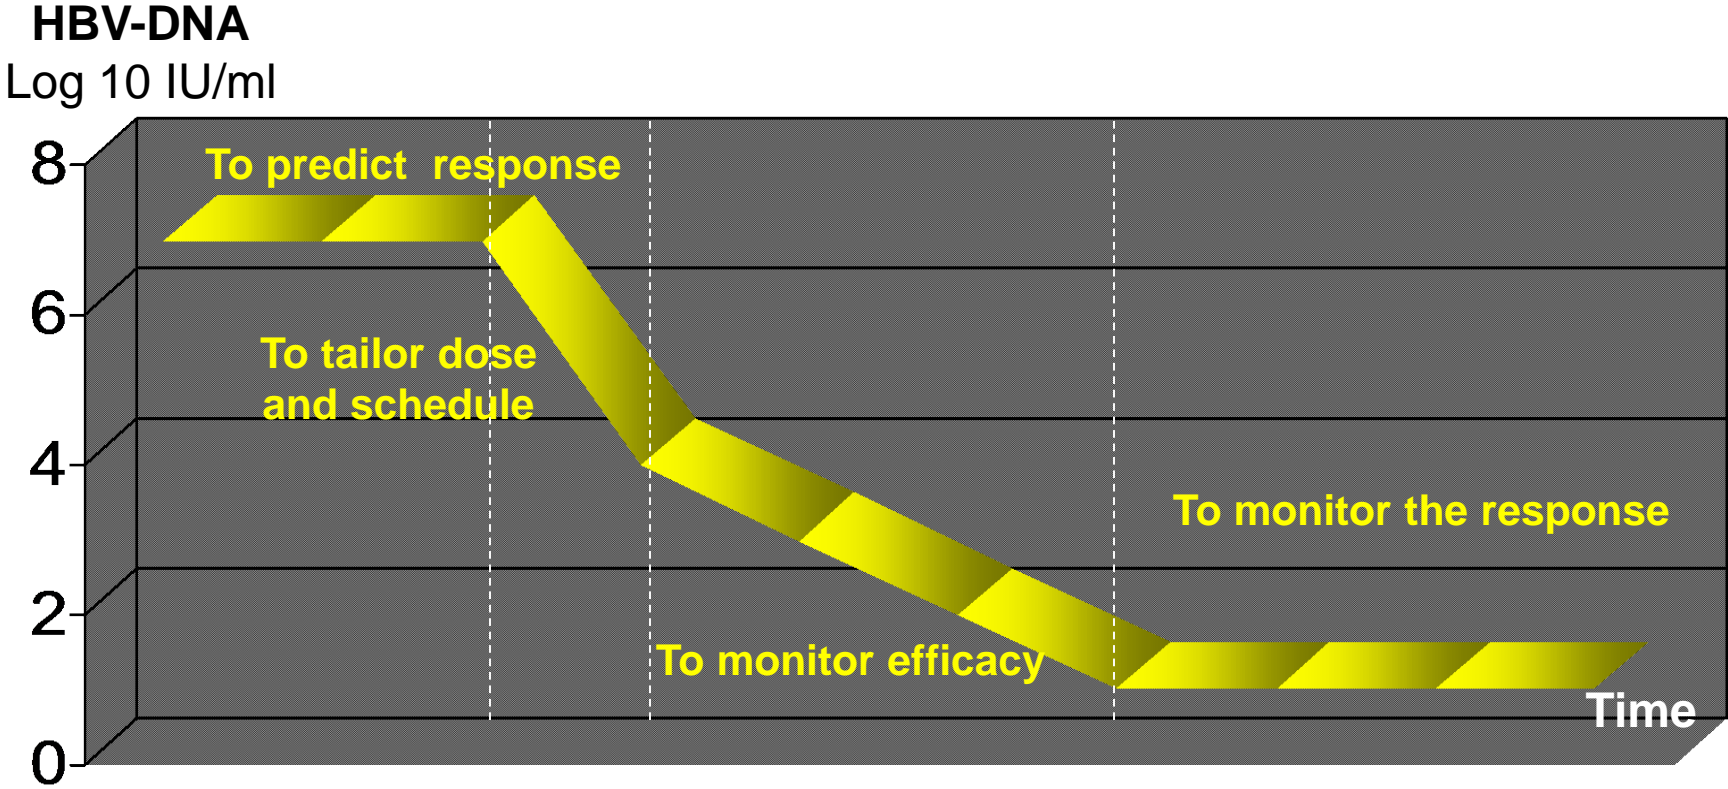 HBV-DNA
Log 10 IU/ml
8
To predict  response
6
To tailor dose
and schedule
4
To monitor the response
2
To monitor efficacy
Time
0